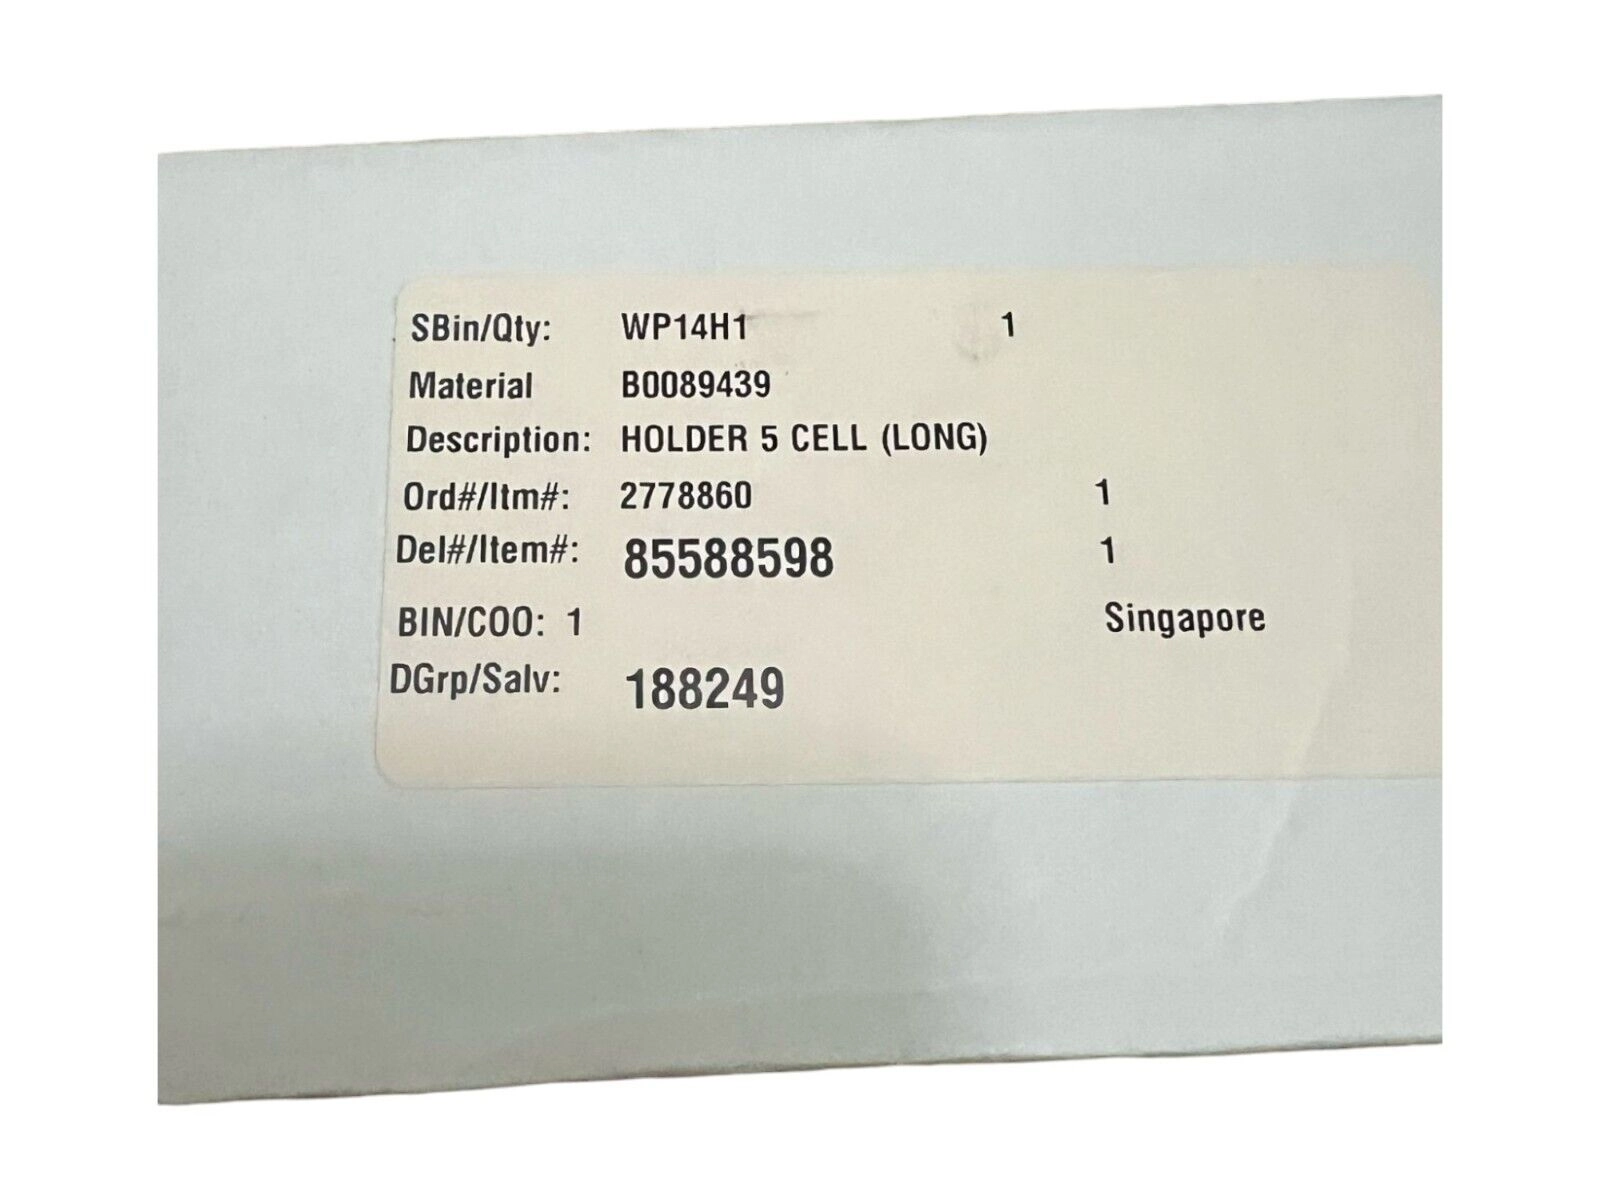 SBin/Qty: WP14H1 1
Material B0089439
Description: HOLDER 5 CELL (LONG)
Ord#/Itm#: 2778860 1
Del#/Item#: 85588598 1
BIN/COO: 1 Singapore
DGrp/Salv: 188249